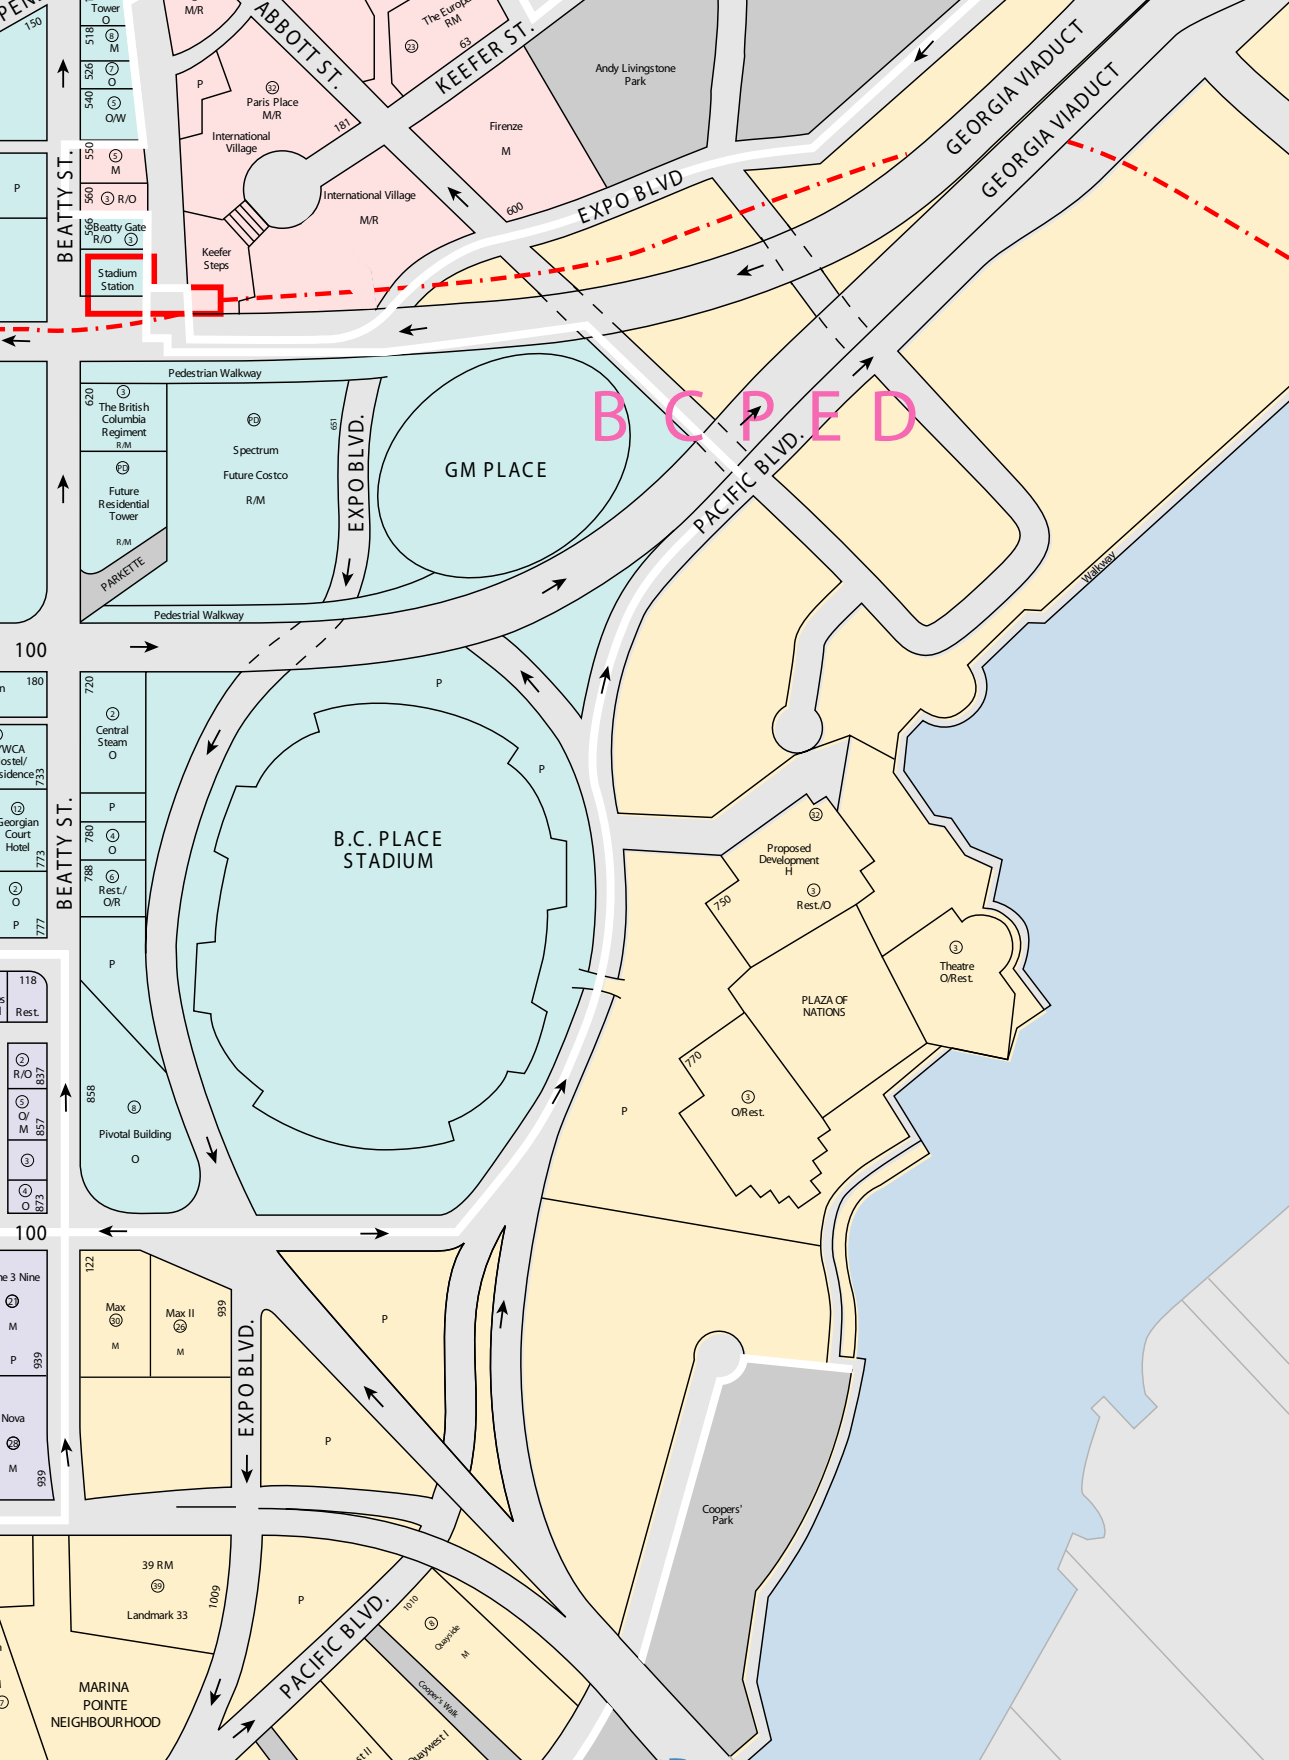 150
Tower
O
518
8
M
526
7
O
540
5
O/W
550
5
M
560
3 R/O
566
Beatty Gate
R/O 3
Stadium
Station
BEATTY ST.
P
M/R
ABBOTT ST.
The Europa
RM
23
63
KEEFER ST.
P
32
Paris Place
M/R
International
Village
181
Firenze
M
600
International Village
M/R
Keefer
Steps
Andy Livingstone
Park
EXPO BLVD
GEORGIA VIADUCT
GEORGIA VIADUCT
B C P E D
Pedestrian Walkway
620
3
The British
Columbia
Regiment
R/M
PD
Future
Residential
Tower
R/M
PARKETTE
PD
Spectrum
Future Costco
R/M
651
EXPO BLVD.
GM PLACE
PACIFIC BLVD.
Walkway
Pedestrial Walkway
100
180
720
2
Central
Steam
O
P
780
4
O
788
6
Rest./
O/R
P
733
12
Georgian
Court
Hotel
773
2
O
P
777
BEATTY ST.
P
P
B.C. PLACE
STADIUM
32
Proposed
Development
H
3
Rest./O
750
3
Theatre
O/Rest.
PLAZA OF
NATIONS
770
3
O/Rest.
P
118
Rest.
2
R/O
837
5
O/
M
857
3
4
O
873
858
8
Pivotal Building
O
100
21
M
P
939
Nova
28
M
939
122
Max
30
M
Max II
26
M
939
EXPO BLVD.
P
P
Coopers'
Park
39 RM
39
Landmark 33
1009
P
PACIFIC BLVD.
1010
8
Quayside
M
Cooper's Walk
Quaywest I
MARINA
POINTE
NEIGHBOURHOOD